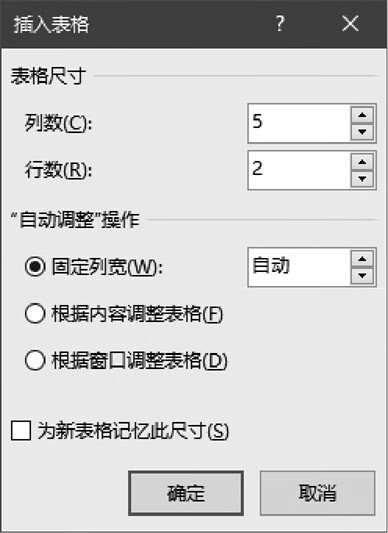 插入表格 ? ×
表格尺寸
列数(C): 5
行数(R): 2
“自动调整”操作
固定列宽(W): 自动
根据内容调整表格(F)
根据窗口调整表格(D)
为新表格记忆此尺寸(S)
确定 取消